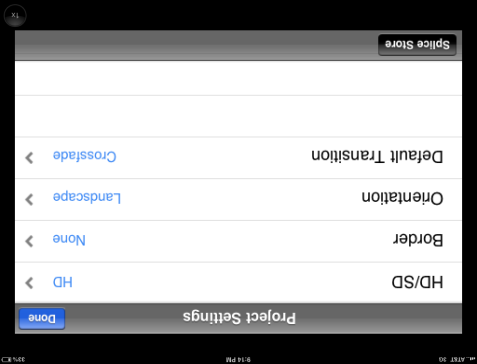 AT&T 3G 9:14 PM 33%
Project Settings Done
HD/SD HD
Border None
Orientation Landscape
Default Transition Crossfade
Splice Store
1x